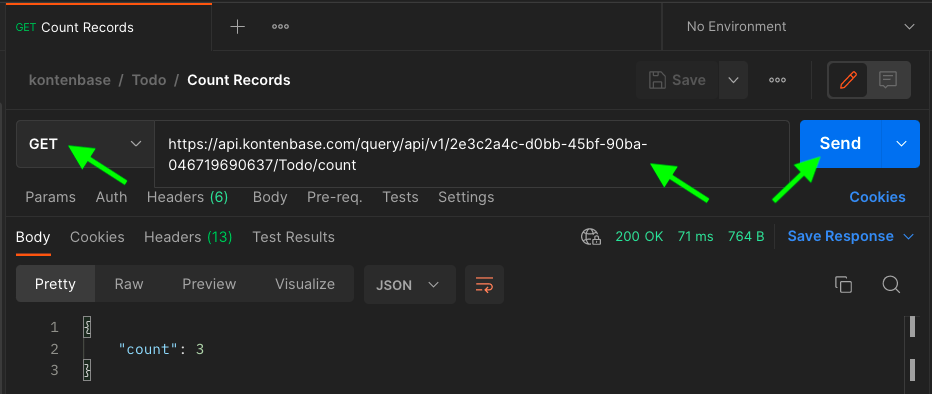 GET Count Records
No Environment
kontenbase / Todo / Count Records
Save
GET
https://api.kontenbase.com/query/api/v1/2e3c2a4c-d0bb-45bf-90ba-
046719690637/Todo/count
Send
Params Auth Headers (6) Body Pre-req. Tests Settings Cookies
Body Cookies Headers (13) Test Results 200 OK 71 ms 764 B Save Response
Pretty Raw Preview Visualize JSON
1 {
2 "count": 3
3 }